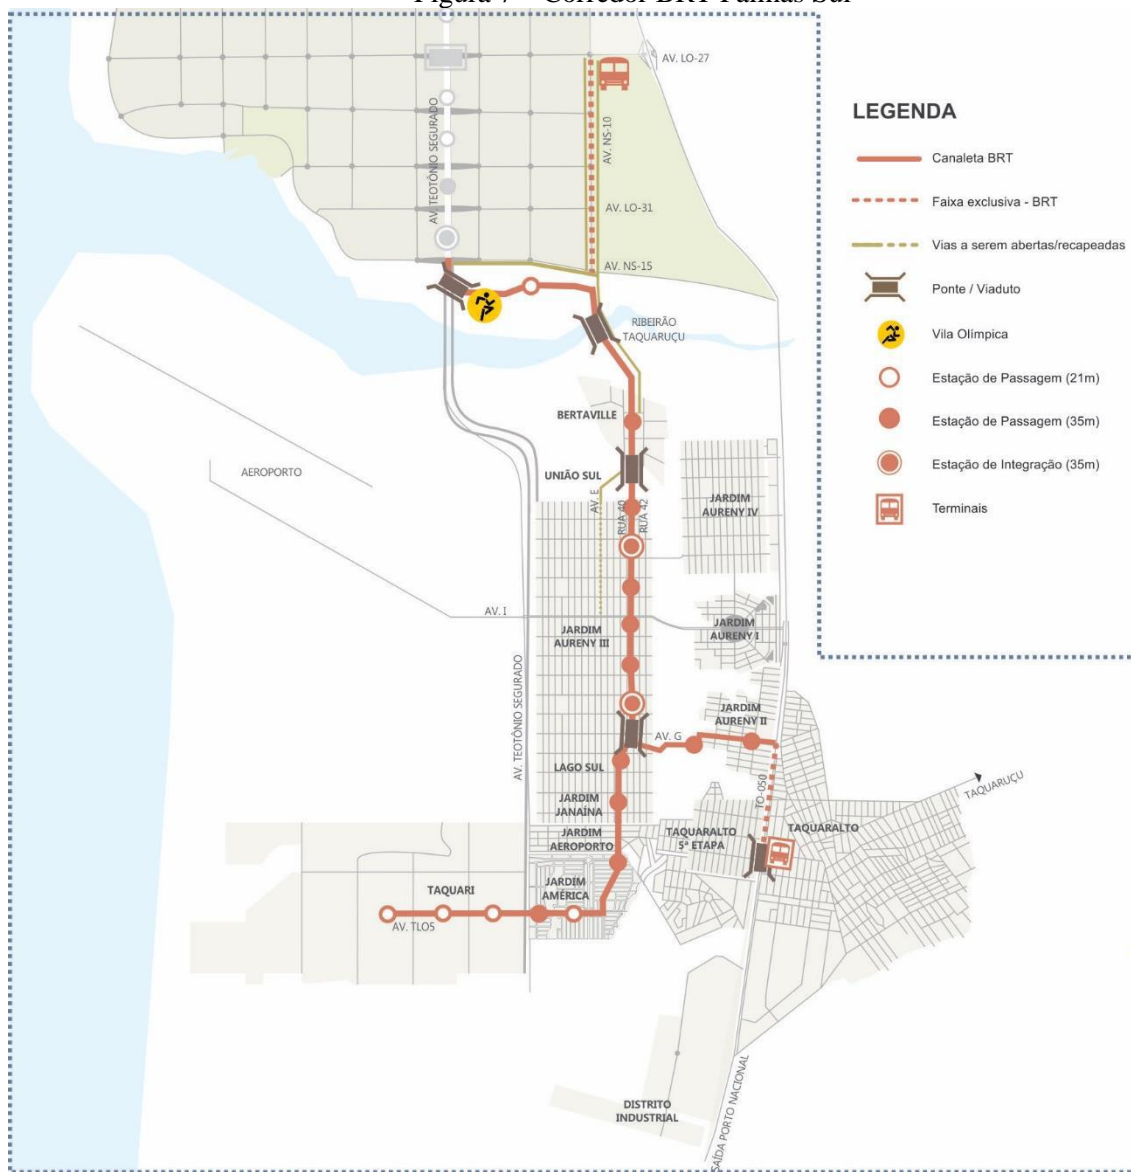 Figura 7 – Corredor BRT Palmas Sul
AV. LO-27
AV. TEOTÔNIO SEGURADO
AV. NS-10
AV. LO-31
AV. NS-15
RIBEIRÃO
TAQUARUÇU
BERTAVILLE
AEROPORTO
UNIÃO SUL
AV. E
RUA 40
RUA 42
JARDIM
AURENY IV
AV. I
JARDIM
AURENY III
JARDIM
AURENY I
AV. TEOTÔNIO SEGURADO
JARDIM
AURENY II
AV. G
LAGO SUL
TO-050
TAQUARUÇU
JARDIM
JANAÍNA
JARDIM
AEROPORTO
TAQUARALTO
5ª ETAPA
TAQUARALTO
TAQUARI
JARDIM
AMÉRICA
AV. TLO5
DISTRITO
INDUSTRIAL
SAÍDA PORTO NACIONAL
LEGENDA
Canaleta BRT
Faixa exclusiva - BRT
Vias a serem abertas/recapeadas
Ponte / Viaduto
Vila Olímpica
Estação de Passagem (21m)
Estação de Passagem (35m)
Estação de Integração (35m)
Terminais